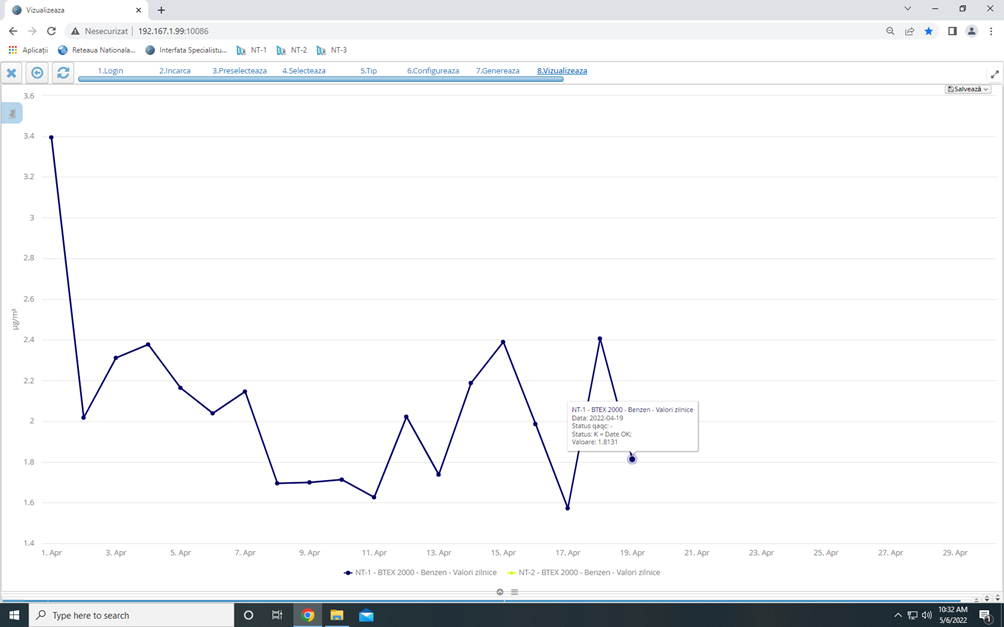 Vizualizeaza
Nesecurizat 192.167.1.99:10086
Aplicații Reteaua Nationala... Interfata Specialistu... NT-1 NT-2 NT-3
1.Login 2.Incarca 3.Preselecteaza 4.Selecteaza 5.Tip 6.Configureaza 7.Genereaza 8.Vizualizeaza
Salvează
3.6
3.4
3.2
3
2.8
2.6
2.4
2.2
2
1.8
1.6
1.4
µg/m³
NT-1 - BTEX 2000 - Benzen - Valori zilnice
Data: 2022-04-19
Status qaqc: -
Status: K = Date OK;
Valoare: 1.8131
1. Apr 3. Apr 5. Apr 7. Apr 9. Apr 11. Apr 13. Apr 15. Apr 17. Apr 19. Apr 21. Apr 23. Apr 25. Apr 27. Apr 29. Apr
NT-1 - BTEX 2000 - Benzen - Valori zilnice NT-2 - BTEX 2000 - Benzen - Valori zilnice
Type here to search
10:32 AM
5/6/2022
1